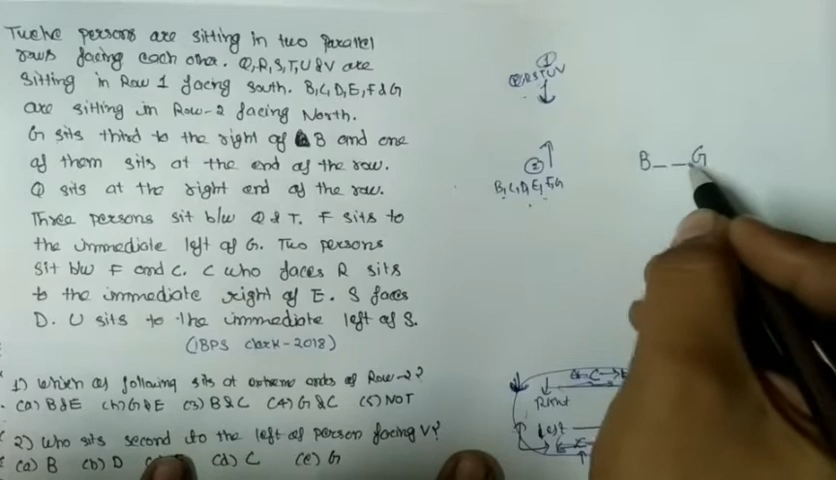 Twelve persons are sitting in two parallel
rows facing each other. Q,R,S,T,U & V are
sitting in Row 1 facing South. B,C,D,E,F & G
are sitting in Row-2 facing North.
G sits third to the right of B and one
of them sits at the end of the row.
Q sits at the right end of the row.
Three persons sit b/w Q & T. F sits to
the immediate left of G. Two persons
sit b/w F and C. C who faces R sits
to the immediate right of E. S faces
D. U sits to the immediate left of S.
(IBPS clerk-2018)
1) Which of following sits at extreme ends of Row-2?
(a) B&E (b) G&E (3) B&C (4) G&C (5) NOT
2) Who sits second to the left of person facing V?
(a) B (b) D (d) C (e) G
1
Q,R,S,T,U,V
2
B,C,D,E,F,G
B _ _ G
Right
Left